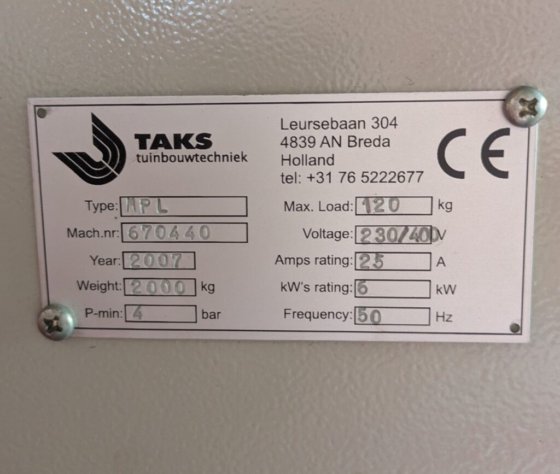 TAKS
tuinbouwtechniek
Leursebaan 304
4839 AN Breda
Holland
tel: +31 76 5222677
CE
Type: APL
Mach.nr: 670440
Year: 2007
Weight: 2000 kg
P-min: 4 bar
Max. Load: 120 kg
Voltage: 230/400V
Amps rating: 25 A
kW's rating: 6 kW
Frequency: 50 Hz